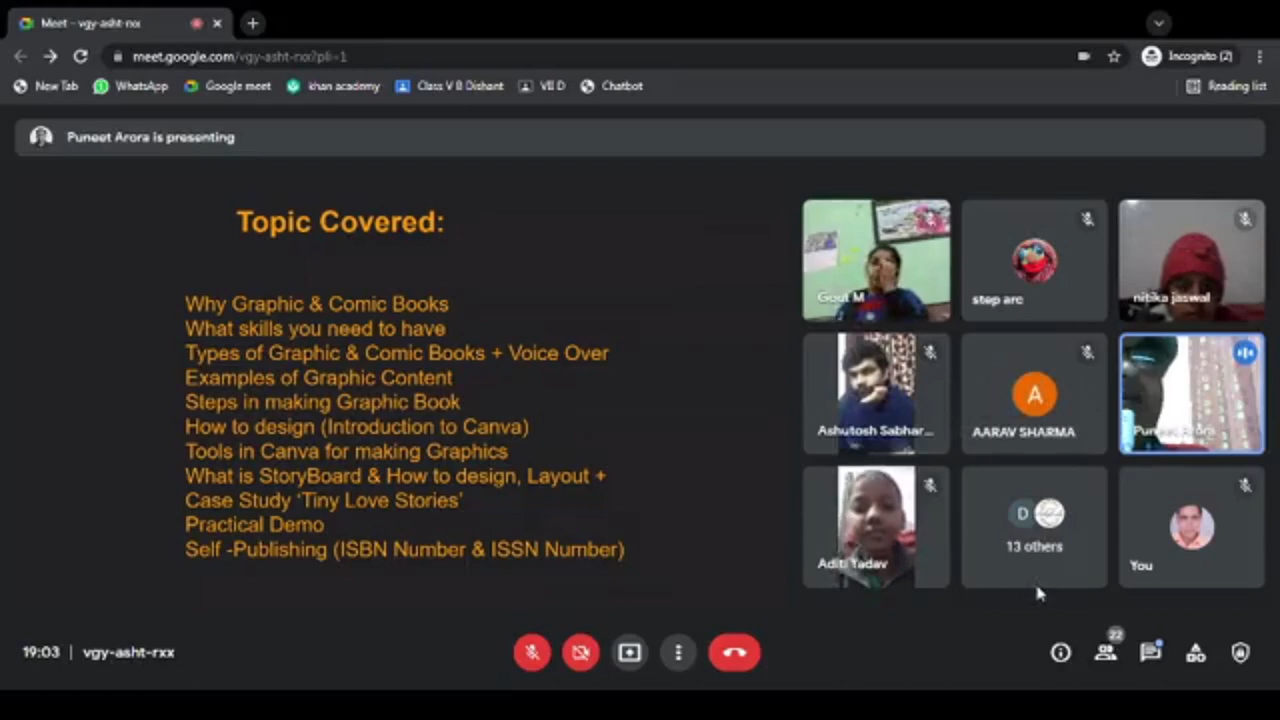 Meet - vgy-asht-rxx
meet.google.com/vgy-asht-rxx?pli=1
Incognito (2)
New Tab
WhatsApp
Google meet
khan academy
Class V B Dishant
VII D
Chatbot
Reading list
Puneet Arora is presenting
Topic Covered:
Why Graphic & Comic Books
What skills you need to have
Types of Graphic & Comic Books + Voice Over
Examples of Graphic Content
Steps in making Graphic Book
How to design (Introduction to Canva)
Tools in Canva for making Graphics
What is StoryBoard & How to design, Layout +
Case Study ‘Tiny Love Stories’
Practical Demo
Self -Publishing (ISBN Number & ISSN Number)
Gout M
step arc
nitika jaswal
Ashutosh Sabhar...
A
AARAV SHARMA
Puneet Arora
Aditi Yadav
D
13 others
You
19:03 | vgy-asht-rxx
22